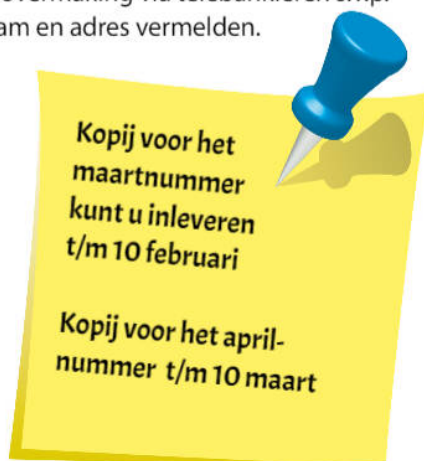 overmaking via telebankieren
am en adres vermelden.
Kopij voor het
maartnummer
kunt u inleveren
t/m 10 februari
Kopij voor het april-
nummer t/m 10 maart